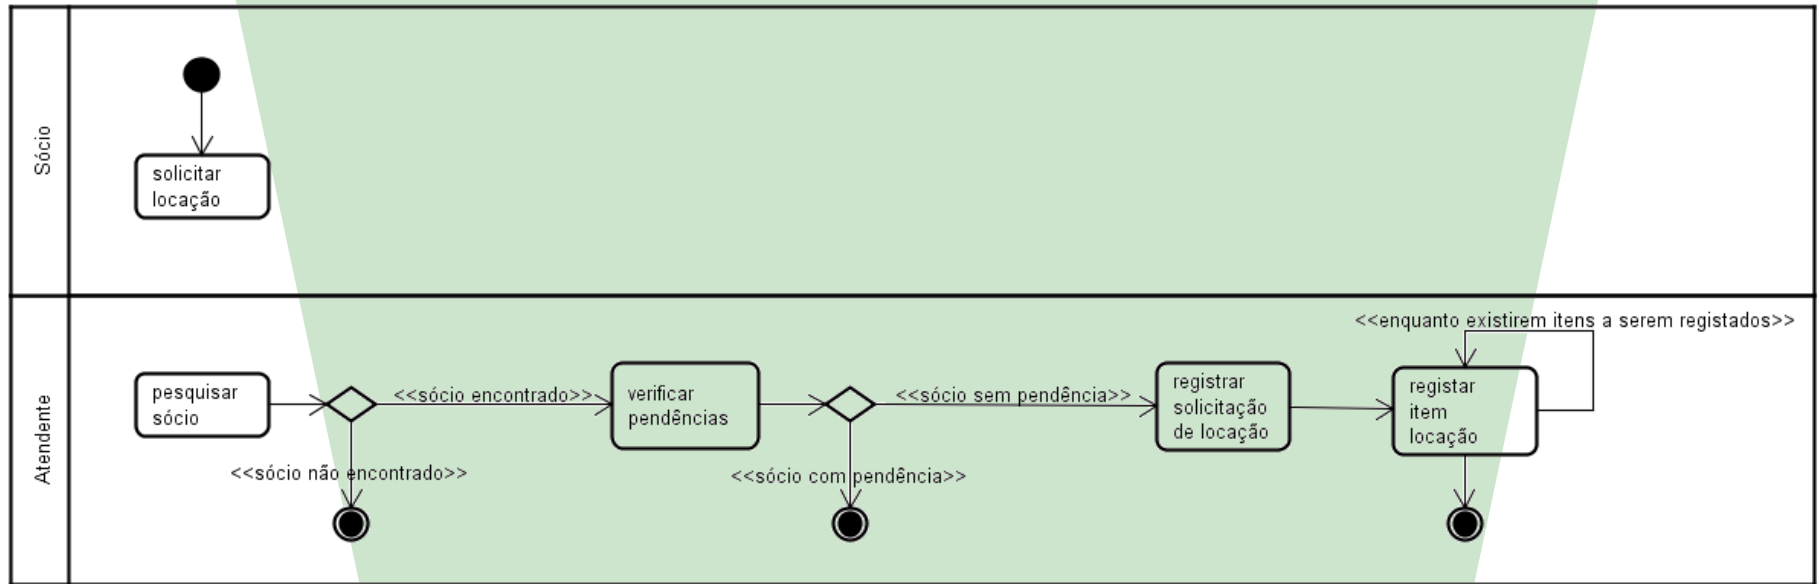 Sócio
solicitar
locação
Atendente
pesquisar
sócio
<<sócio encontrado>>
<<sócio não encontrado>>
verificar
pendências
<<sócio sem pendência>>
<<sócio com pendência>>
registrar
solicitação
de locação
<<enquanto existirem itens a serem registados>>
registar
item
locação